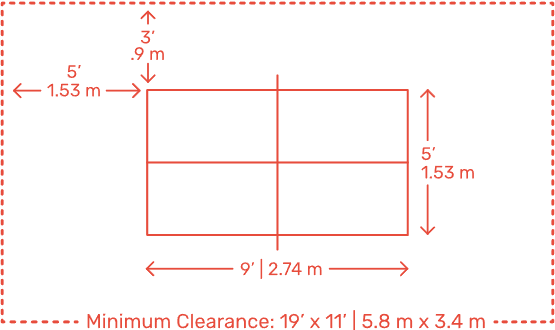 3′
.9 m
5′
1.53 m
5′
1.53 m
9′ | 2.74 m
Minimum Clearance: 19′ x 11′ | 5.8 m x 3.4 m